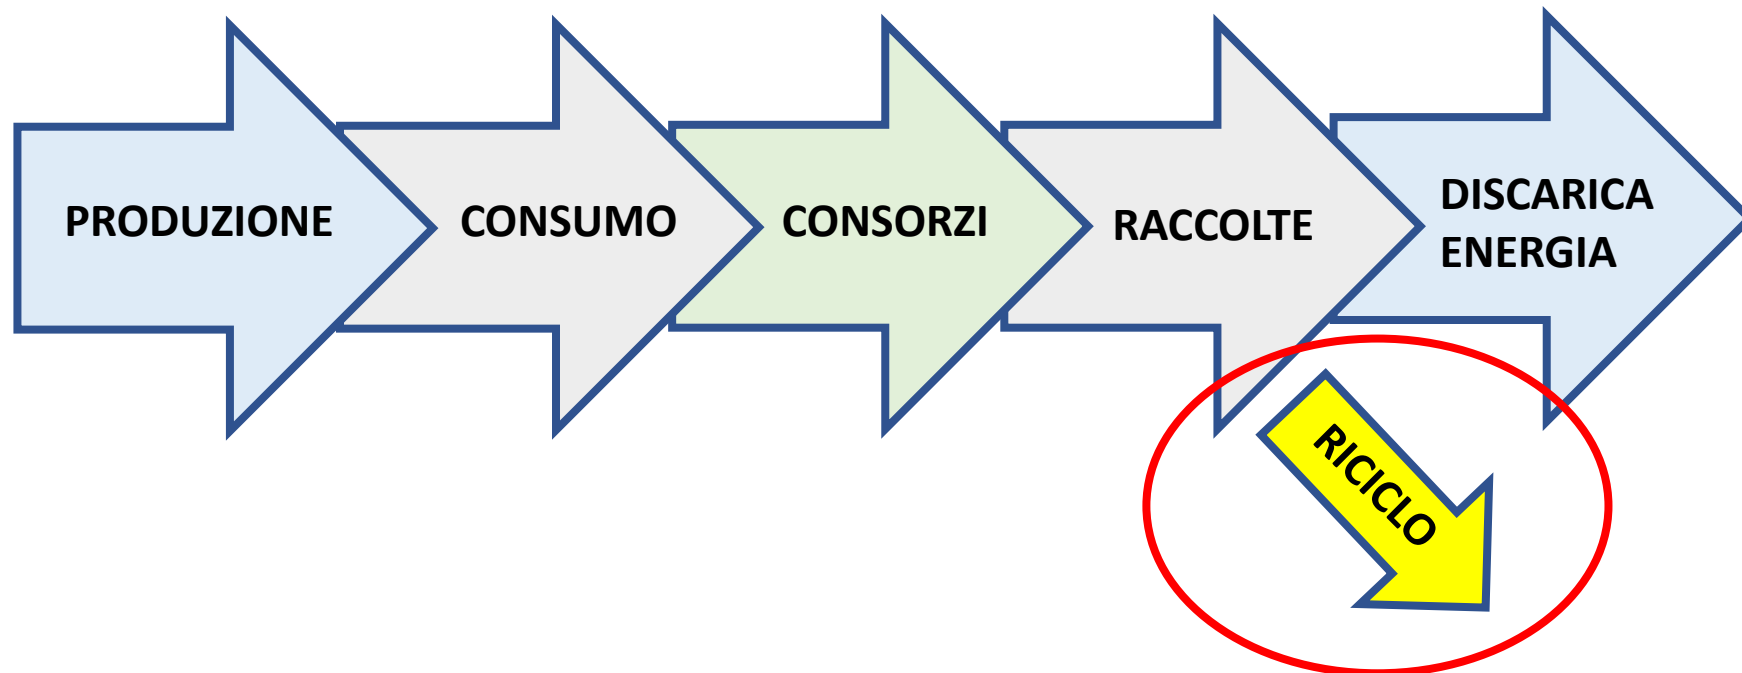 PRODUZIONE
CONSUMO
CONSORZI
RACCOLTE
DISCARICA
ENERGIA
RICICLO